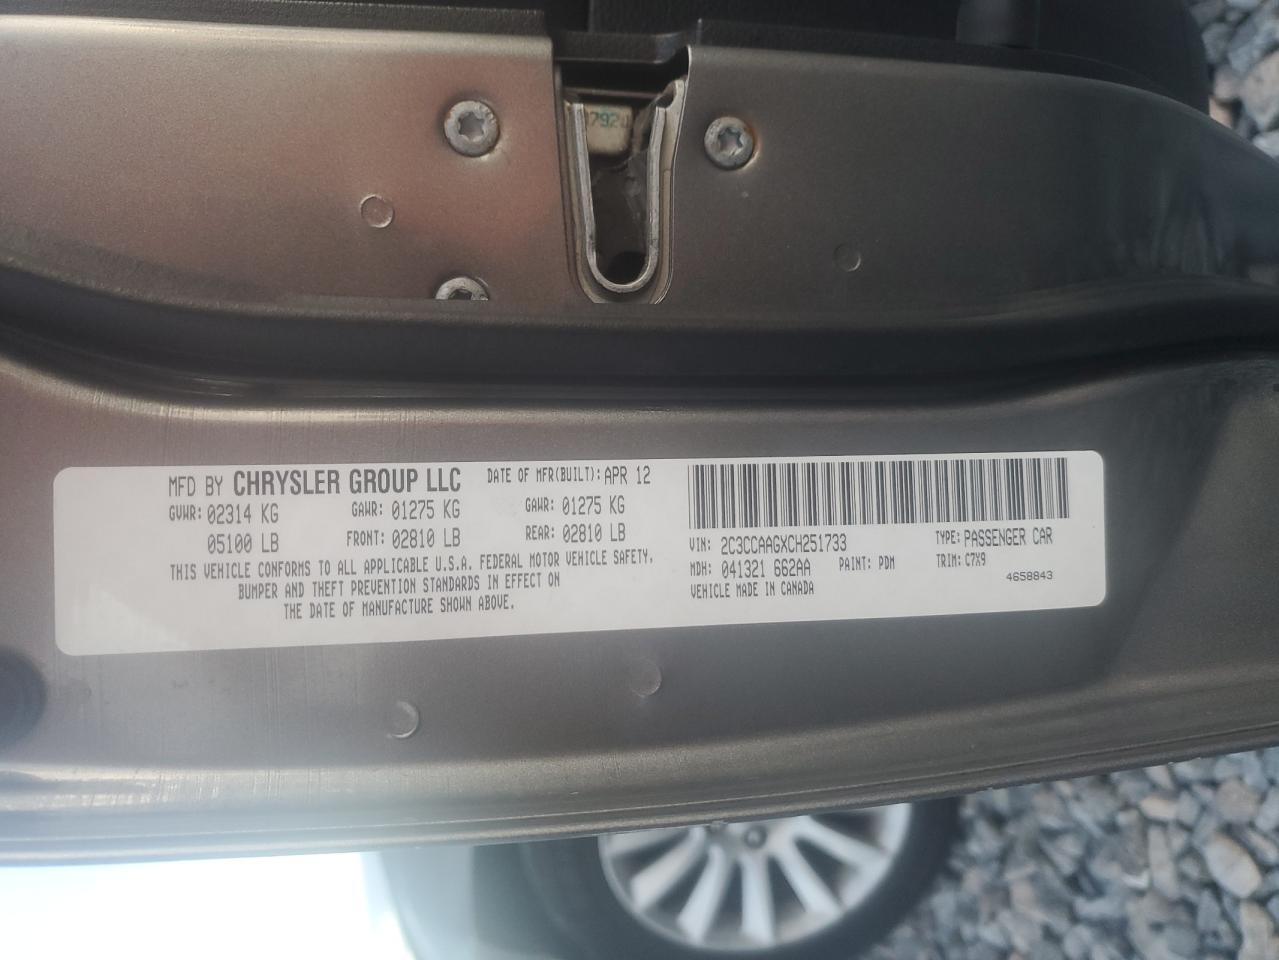 7920
MFD BY CHRYSLER GROUP LLC DATE OF MFR(BUILT): APR 12
GVWR: 02314 KG GAWR: 01275 KG GAWR: 01275 KG
05100 LB FRONT: 02810 LB REAR: 02810 LB
THIS VEHICLE CONFORMS TO ALL APPLICABLE U.S.A. FEDERAL MOTOR VEHICLE SAFETY,
BUMPER AND THEFT PREVENTION STANDARDS IN EFFECT ON
THE DATE OF MANUFACTURE SHOWN ABOVE.
VIN: 2C3CCAAGXCH251733 TYPE: PASSENGER CAR
MDH: 041321 662AA PAINT: PDM TRIM: C7X9
VEHICLE MADE IN CANADA 4658843